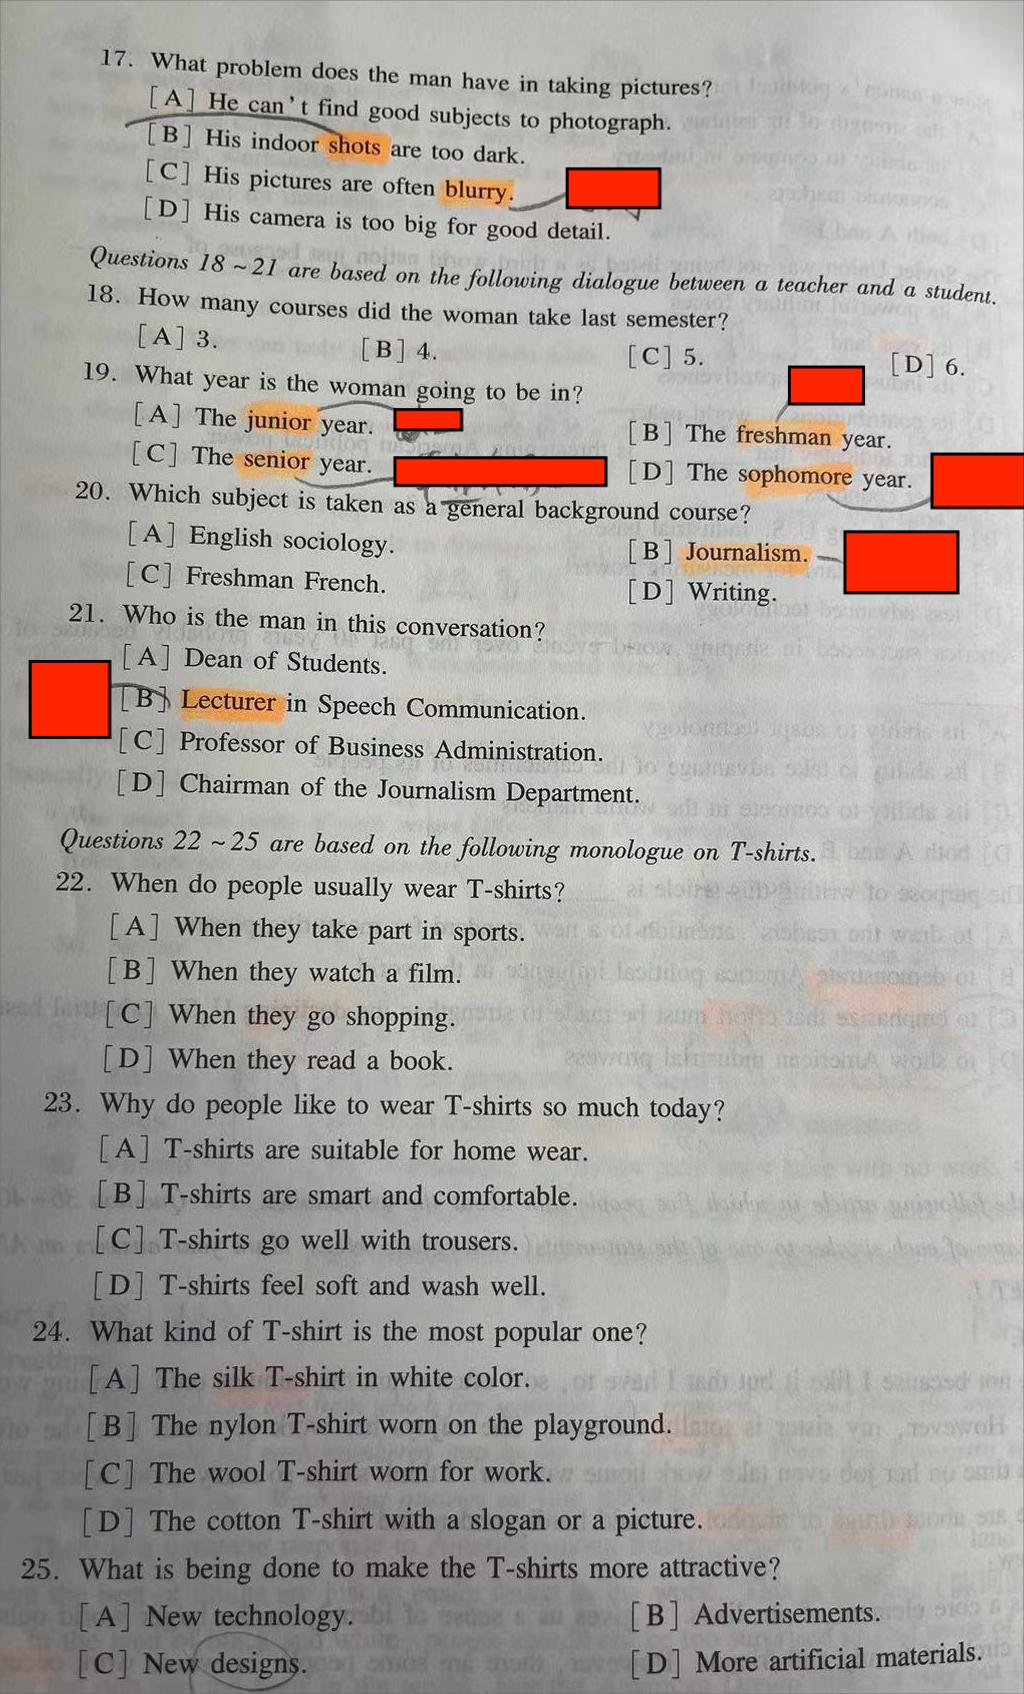 17. What problem does the man have in taking pictures?
[A] He can't find good subjects to photograph.
[B] His indoor shots are too dark.
[C] His pictures are often blurry.
[D] His camera is too big for good detail.
Questions 18~21 are based on the following dialogue between a teacher and a student.
18. How many courses did the woman take last semester?
[A] 3. [B] 4. [C] 5. [D] 6.
19. What year is the woman going to be in?
[A] The junior year. [B] The freshman year.
[C] The senior year. [D] The sophomore year.
20. Which subject is taken as a general background course?
[A] English sociology. [B] Journalism.
[C] Freshman French. [D] Writing.
21. Who is the man in this conversation?
[A] Dean of Students.
[B] Lecturer in Speech Communication.
[C] Professor of Business Administration.
[D] Chairman of the Journalism Department.
Questions 22~25 are based on the following monologue on T-shirts.
22. When do people usually wear T-shirts?
[A] When they take part in sports.
[B] When they watch a film.
[C] When they go shopping.
[D] When they read a book.
23. Why do people like to wear T-shirts so much today?
[A] T-shirts are suitable for home wear.
[B] T-shirts are smart and comfortable.
[C] T-shirts go well with trousers.
[D] T-shirts feel soft and wash well.
24. What kind of T-shirt is the most popular one?
[A] The silk T-shirt in white color.
[B] The nylon T-shirt worn on the playground.
[C] The wool T-shirt worn for work.
[D] The cotton T-shirt with a slogan or a picture.
25. What is being done to make the T-shirts more attractive?
[A] New technology. [B] Advertisements.
[C] New designs. [D] More artificial materials.